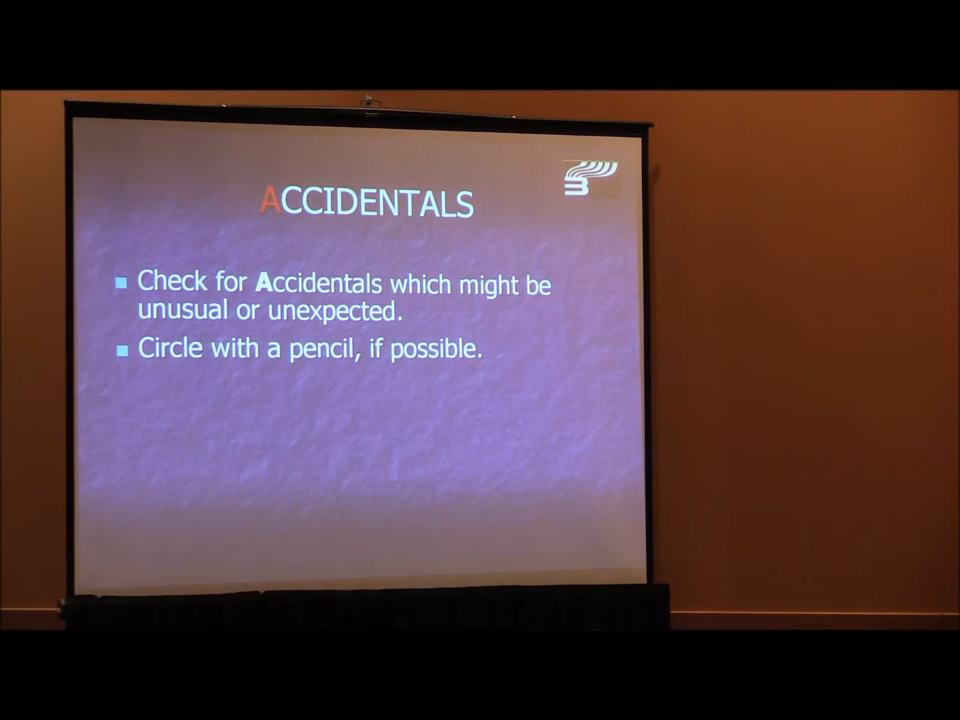 ACCIDENTALS
Check for Accidentals which might be
unusual or unexpected.
Circle with a pencil, if possible.